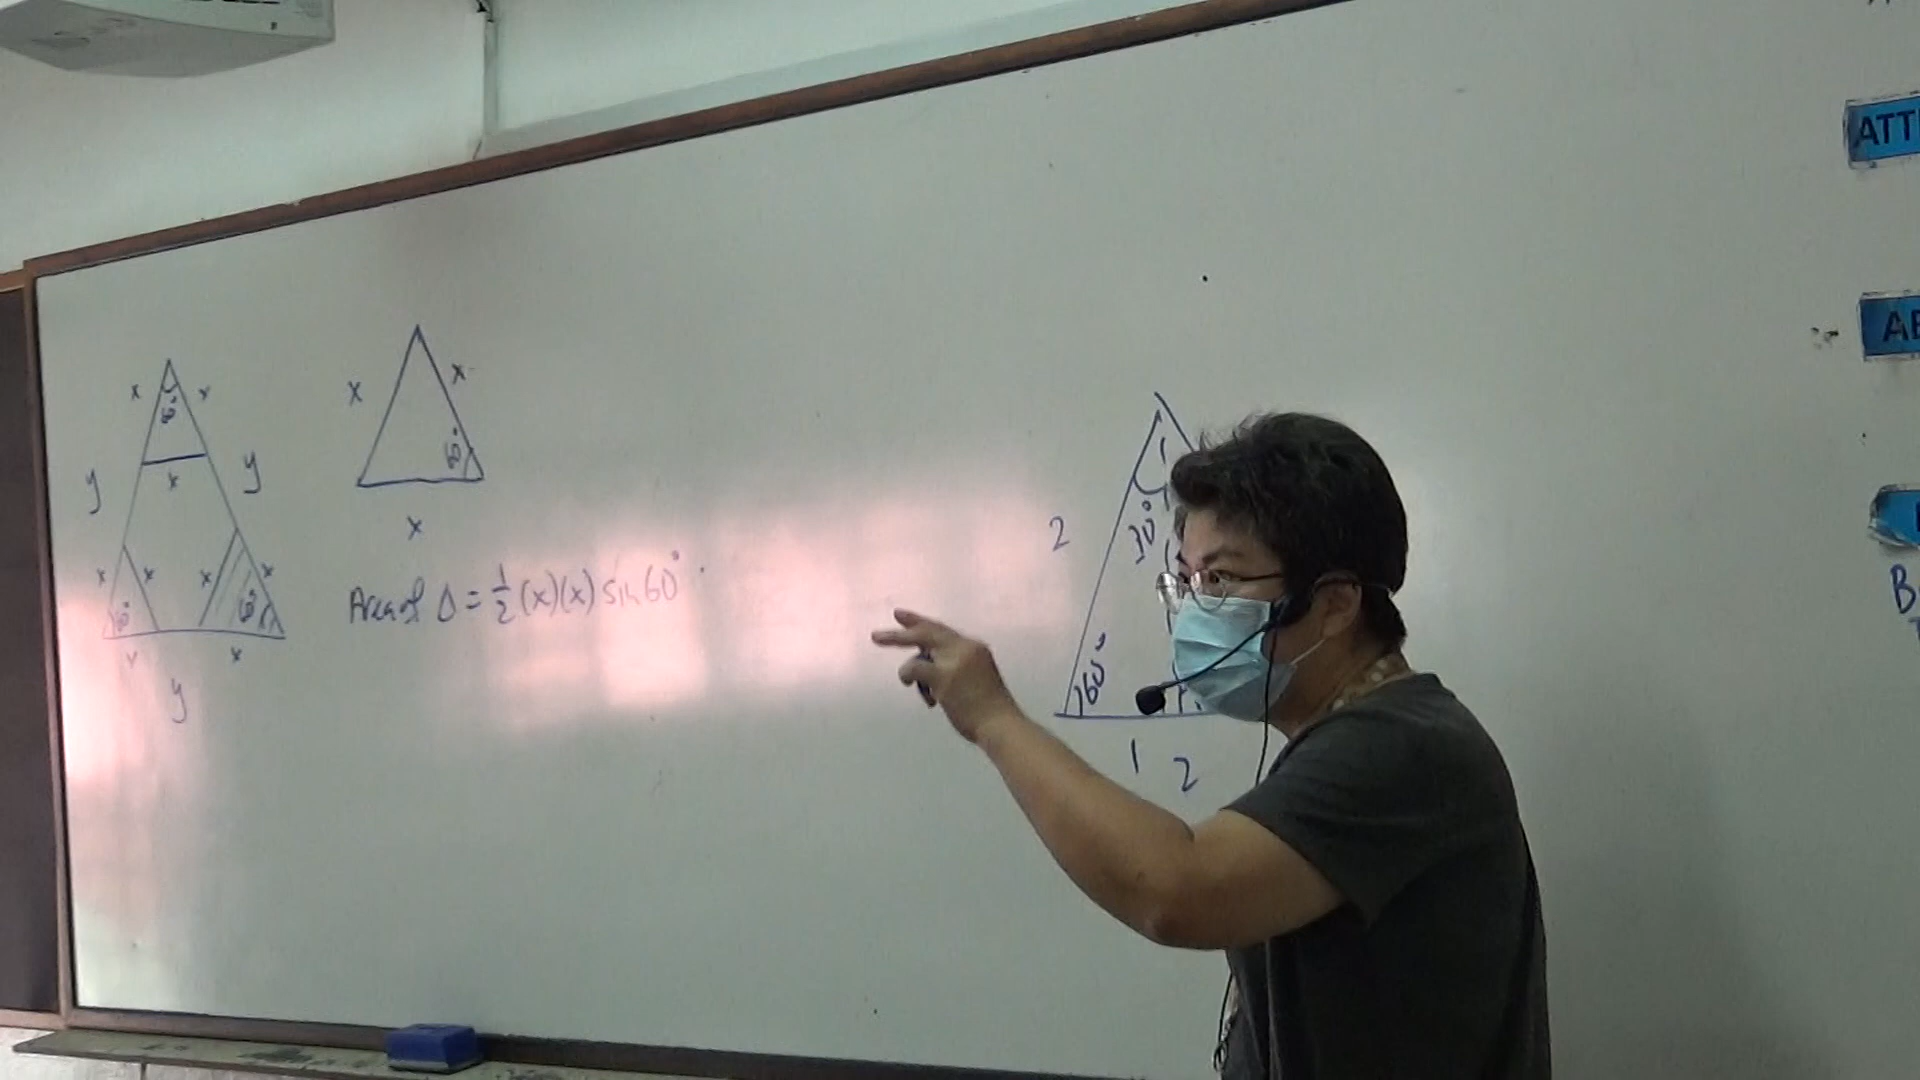 x x
60°
x
y y
x x x x
60° 60°
x x
y
x x
60°
x
Area of Δ = 1/2 (x)(x) sin 60°
2
30°
60°
1 2
ATT
B